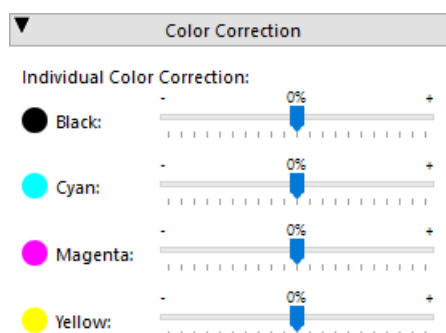 Color Correction
Individual Color Correction:
- 0% +
Black:
- 0% +
Cyan:
- 0% +
Magenta:
- 0% +
Yellow: